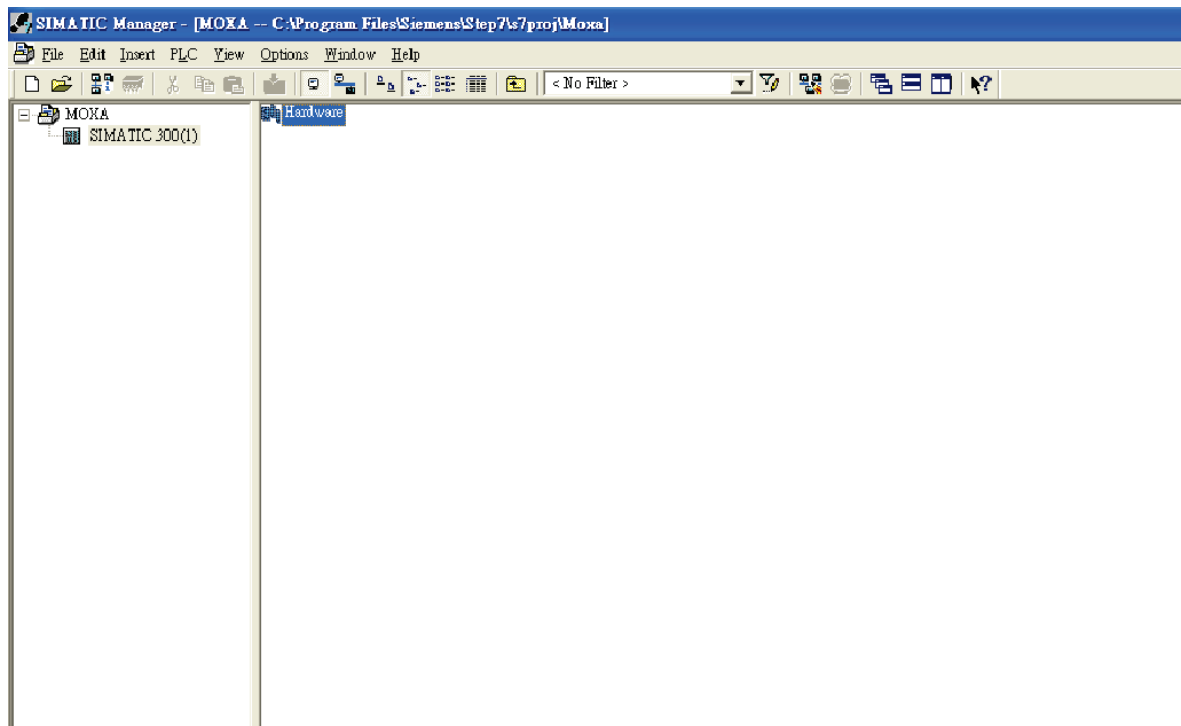 SIMATIC Manager - [MOXA -- C:\Program Files\Siemens\Step7\s7proj\Moxa]
File Edit Insert PLC View Options Window Help
< No Filter >
MOXA
SIMATIC 300(1)
Hardware